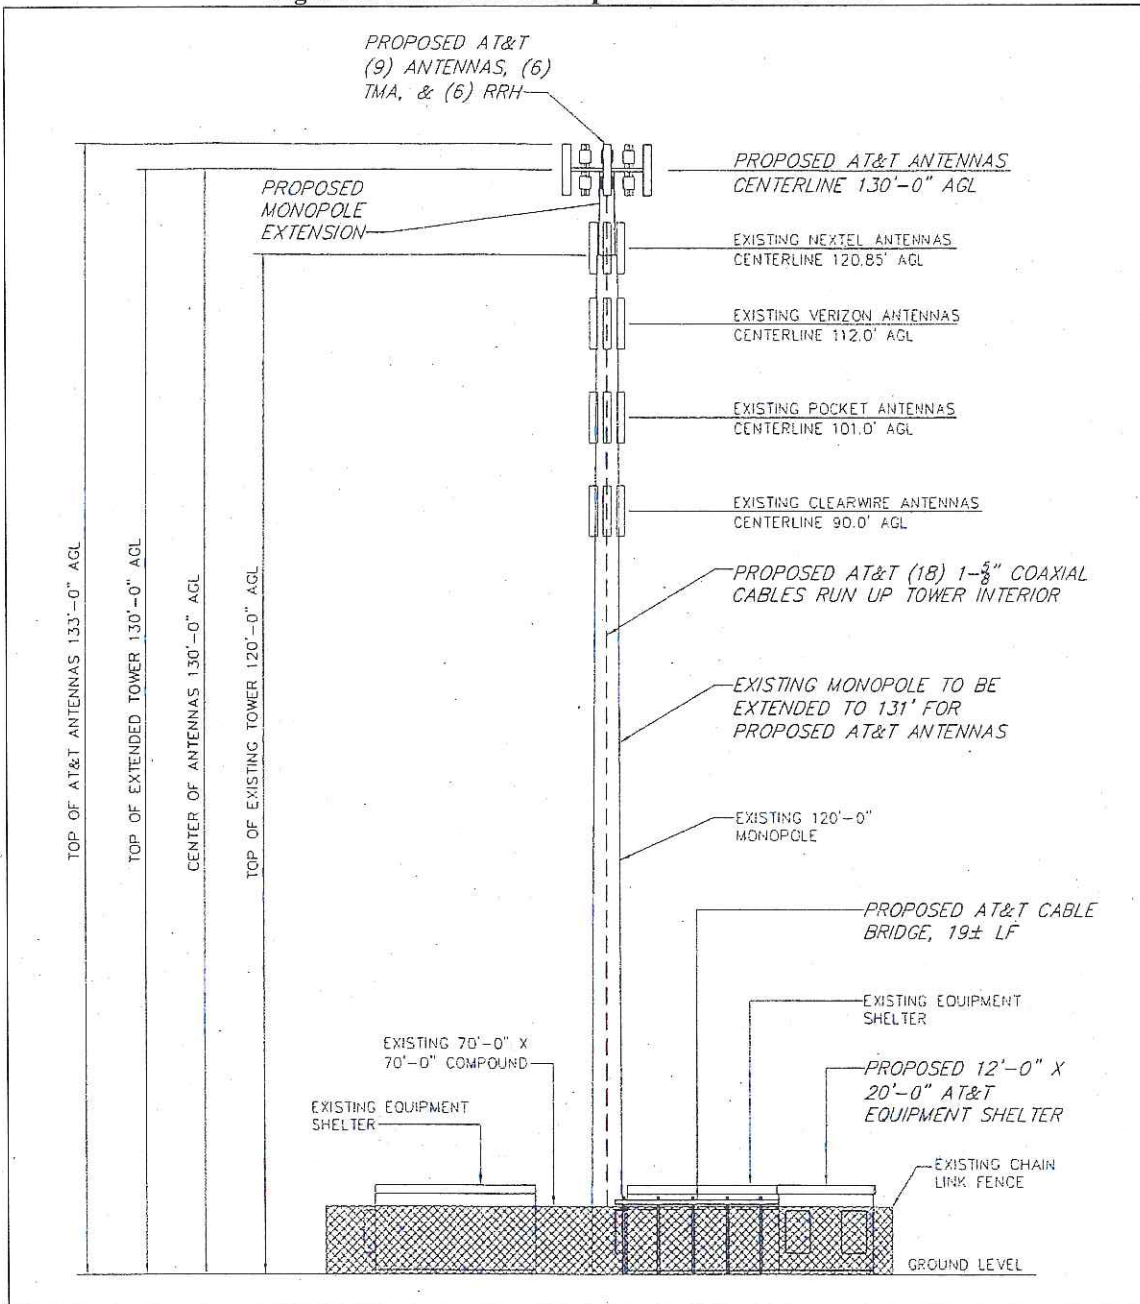 PROPOSED AT&T
(9) ANTENNAS, (6)
TMA, & (6) RRH
PROPOSED AT&T ANTENNAS
CENTERLINE 130'-0" AGL
PROPOSED
MONOPOLE
EXTENSION
EXISTING NEXTEL ANTENNAS
CENTERLINE 120.85' AGL
EXISTING VERIZON ANTENNAS
CENTERLINE 112.0' AGL
EXISTING POCKET ANTENNAS
CENTERLINE 101.0' AGL
EXISTING CLEARWIRE ANTENNAS
CENTERLINE 90.0' AGL
TOP OF AT&T ANTENNAS 133'-0" AGL
TOP OF EXTENDED TOWER 130'-0" AGL
CENTER OF ANTENNAS 130'-0" AGL
TOP OF EXISTING TOWER 120'-0" AGL
PROPOSED AT&T (18) 1-5/8" COAXIAL
CABLES RUN UP TOWER INTERIOR
EXISTING MONOPOLE TO BE
EXTENDED TO 131' FOR
PROPOSED AT&T ANTENNAS
EXISTING 120'-0"
MONOPOLE
PROPOSED AT&T CABLE
BRIDGE, 19± LF
EXISTING EQUIPMENT
SHELTER
EXISTING 70'-0" X
70'-0" COMPOUND
PROPOSED 12'-0" X
20'-0" AT&T
EQUIPMENT SHELTER
EXISTING EQUIPMENT
SHELTER
EXISTING CHAIN
LINK FENCE
GROUND LEVEL